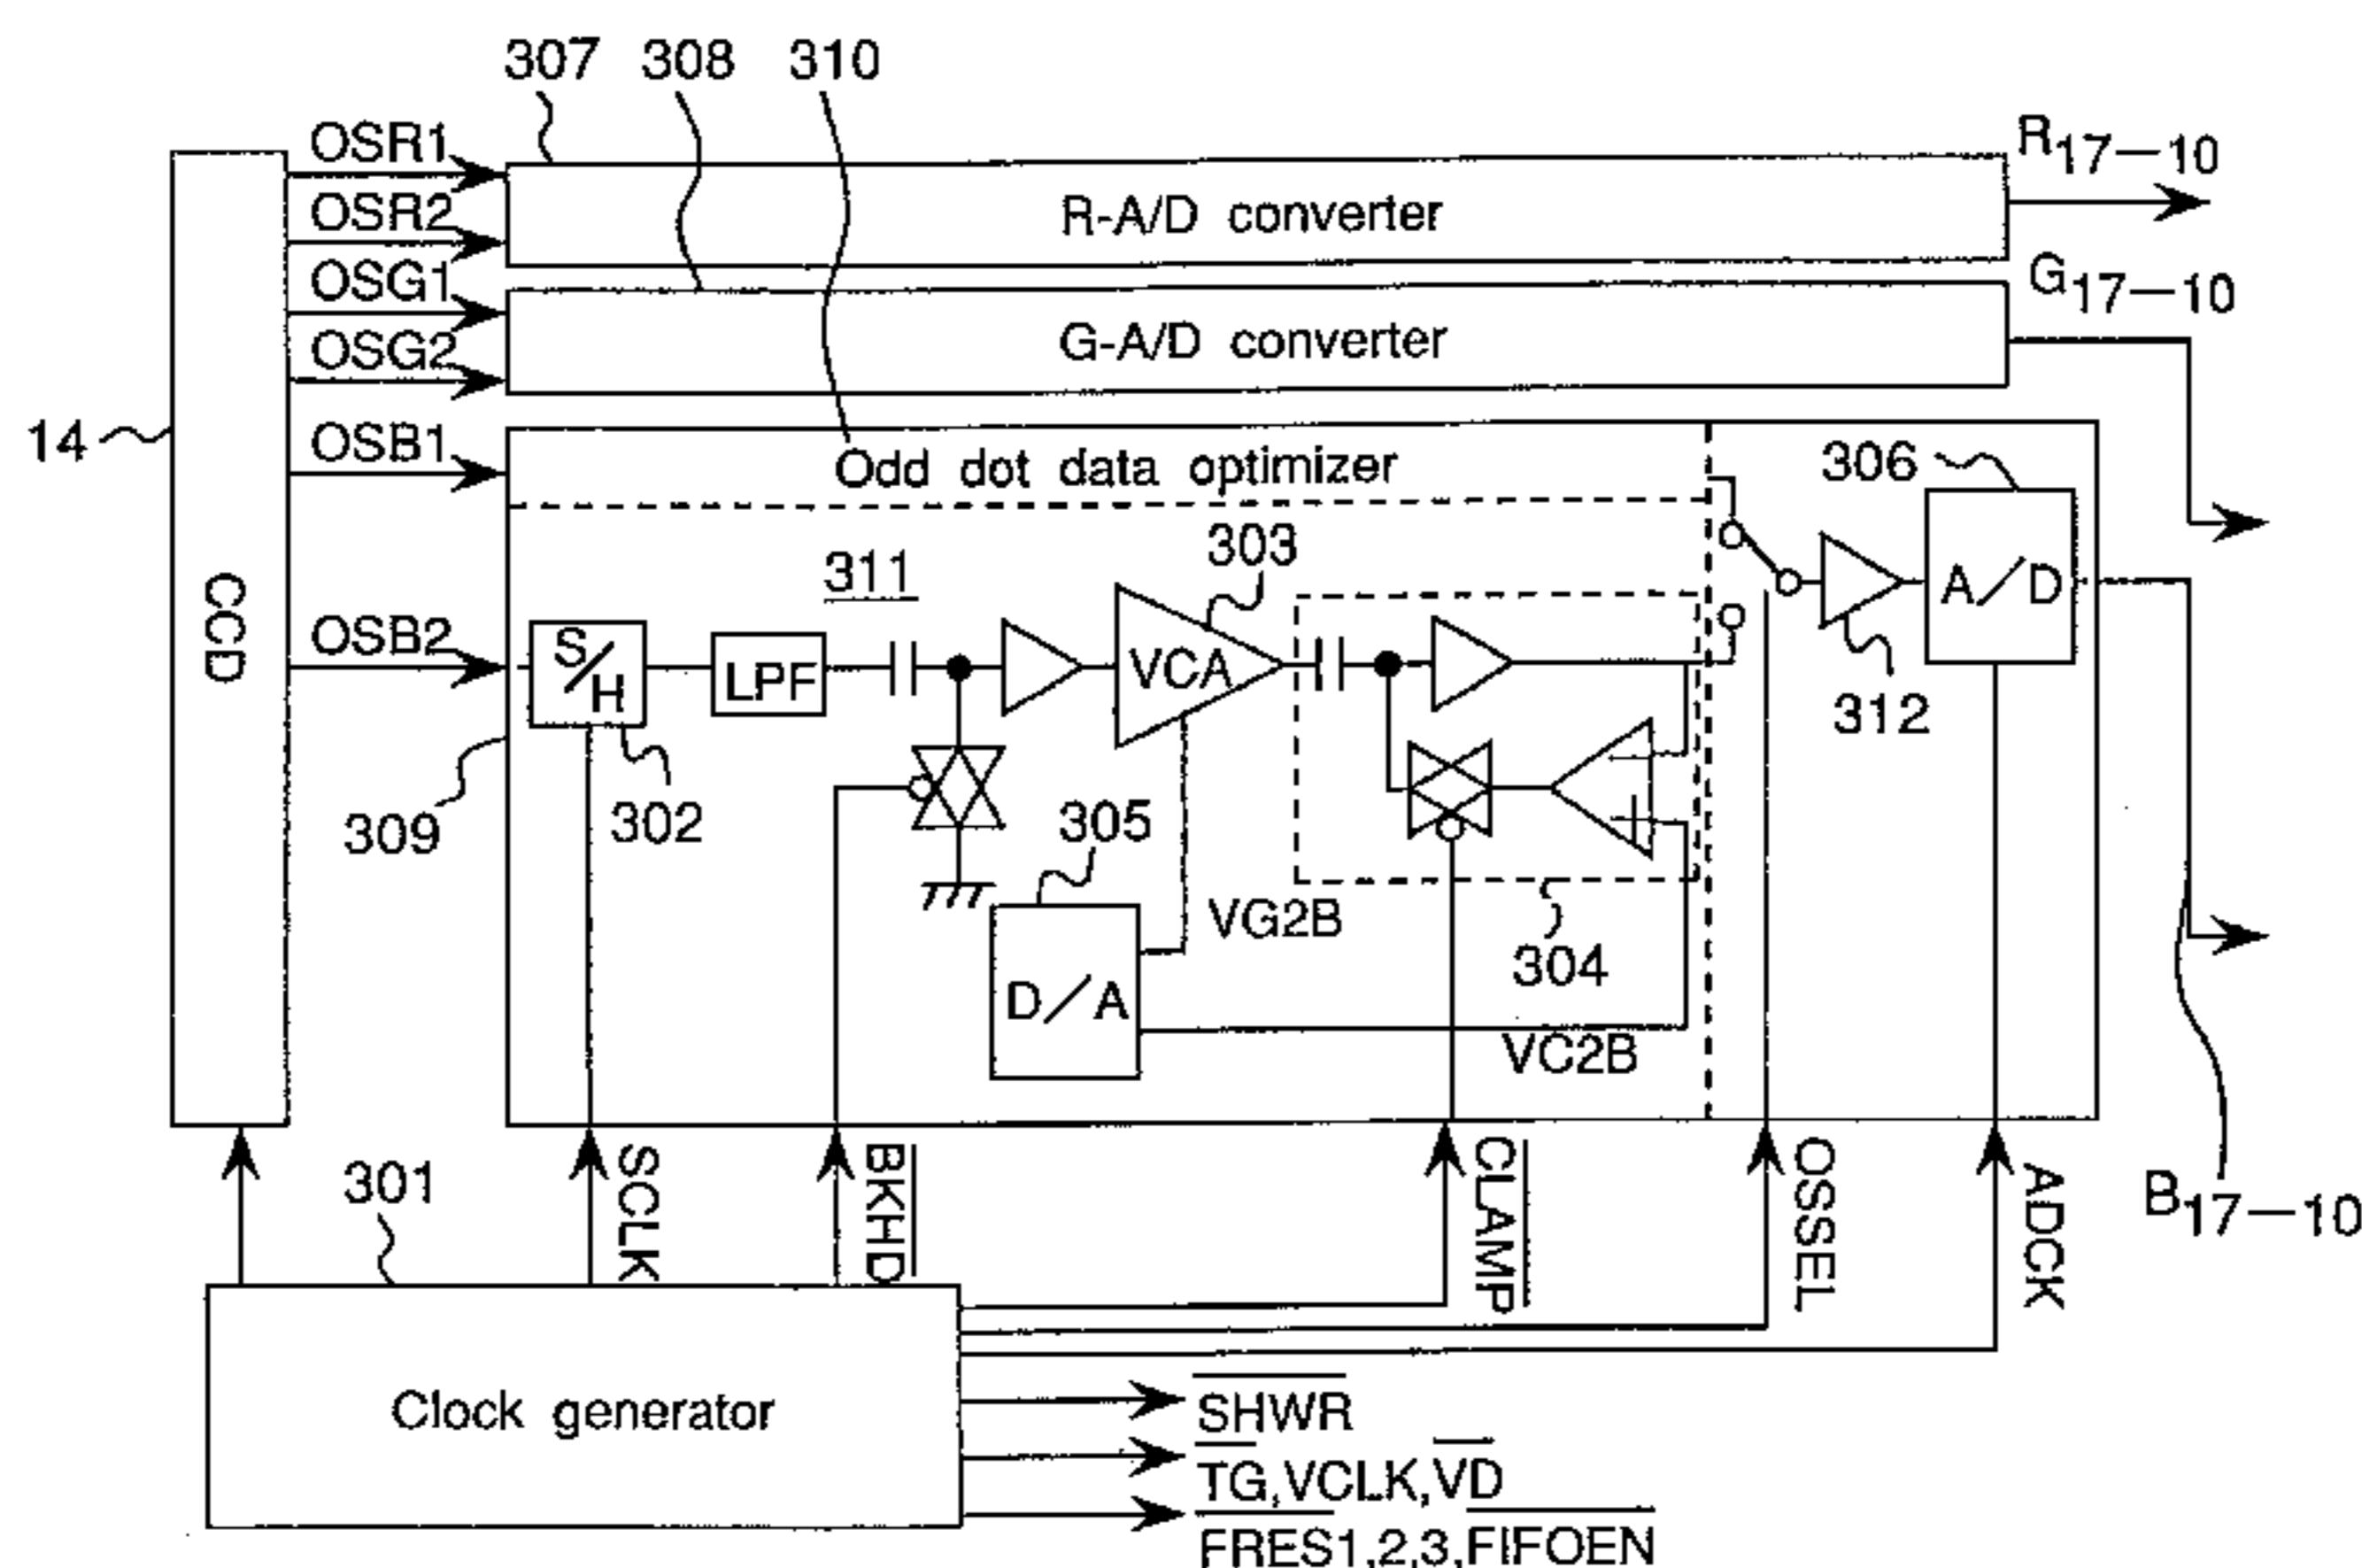 307 308 310
OSR1
R17—10
OSR2
R-A/D converter
OSG1
G17—10
OSG2
G-A/D converter
14
OSB1
Odd dot data optimizer
306
303
311
CCD
A/D
OSB2
S/H
LPF
VCA
312
309
302
305
VG2B
304
D/A
VC2B
301
SCLK
BKHD
CLAMP
OSSEL
ADCK
B17—10
Clock generator
SHWR
TG,VCLK,VD
FRES1,2,3,FIFOEN